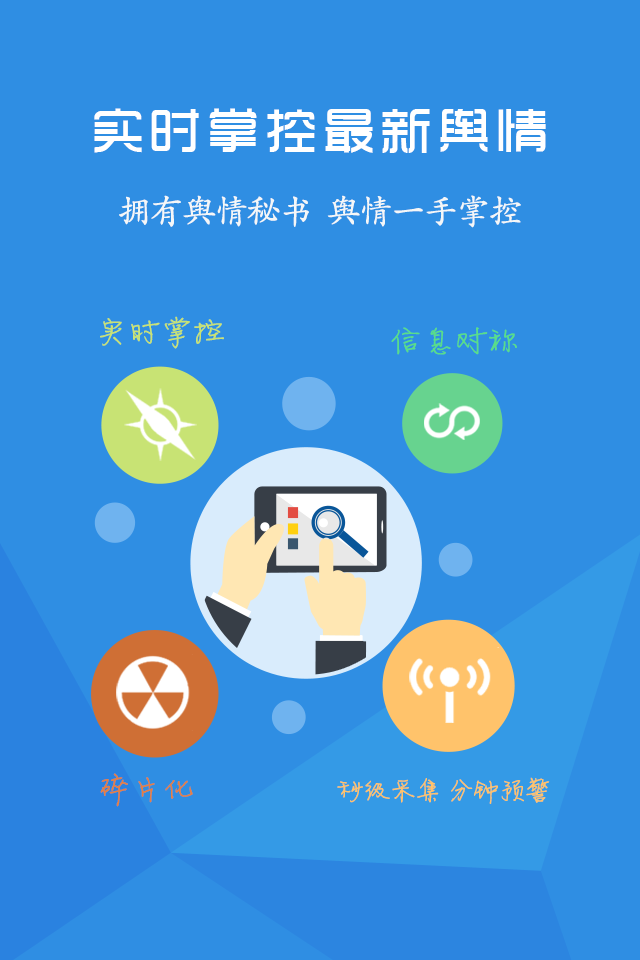 实时掌控最新舆情
拥有舆情秘书 舆情一手掌控
实时掌控
信息对称
碎片化
秒级采集 分钟预警